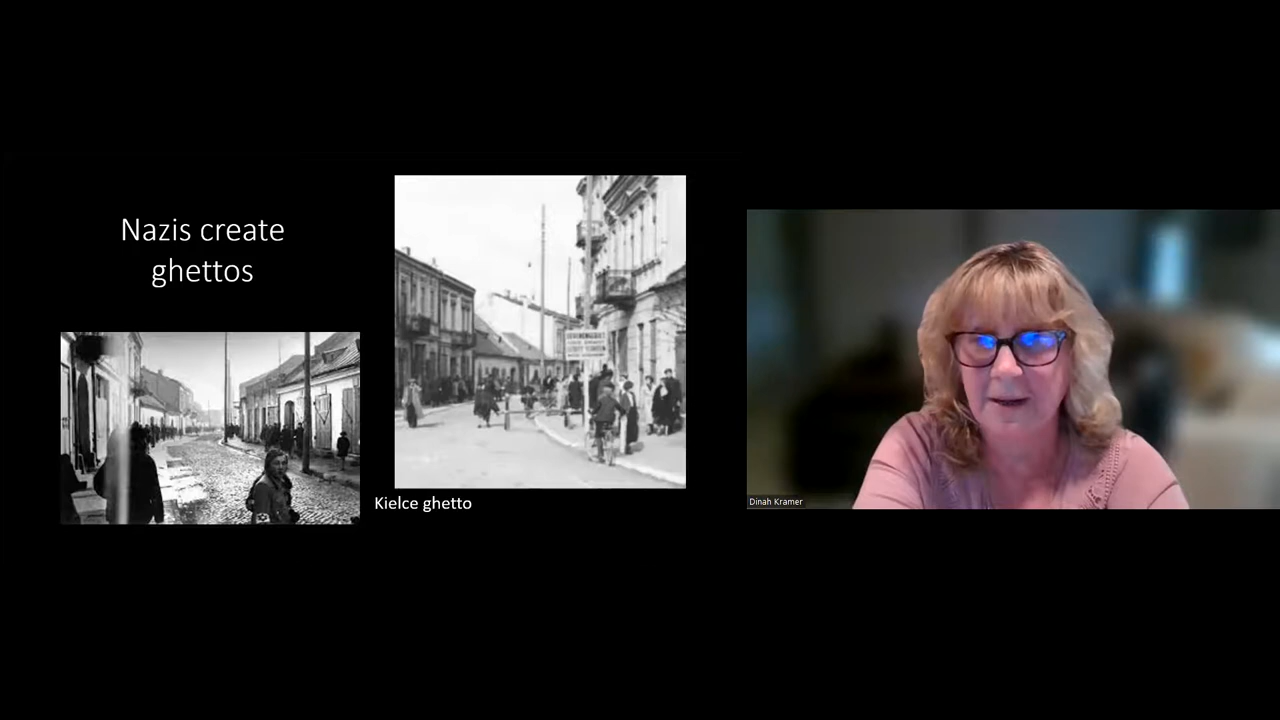 Nazis create
ghettos
Kielce ghetto
Dinah Kramer